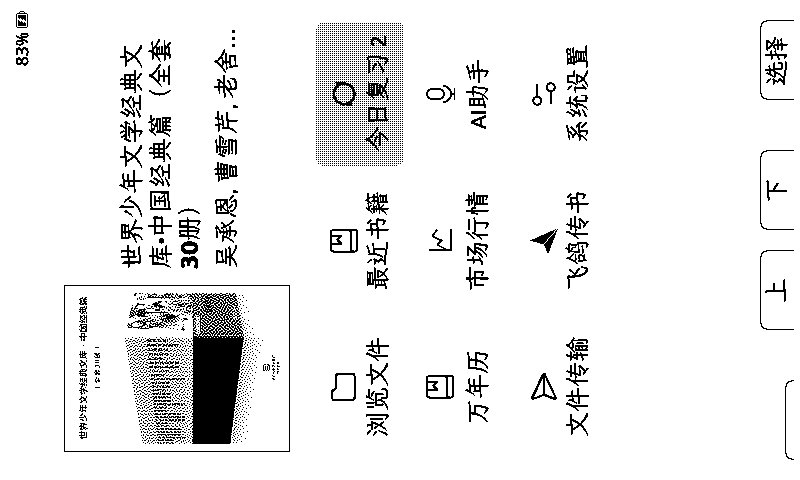 83%
世界少年文学经典文
库•中国经典篇（全套
30册）
吴承恩, 曹雪芹, 老舍...
世界少年文学经典文库 · 中国经典篇
浏览文件
最近书籍
今日复习 2
万年历
市场行情
AI助手
文件传输
飞鸽传书
系统设置
上
下
选择